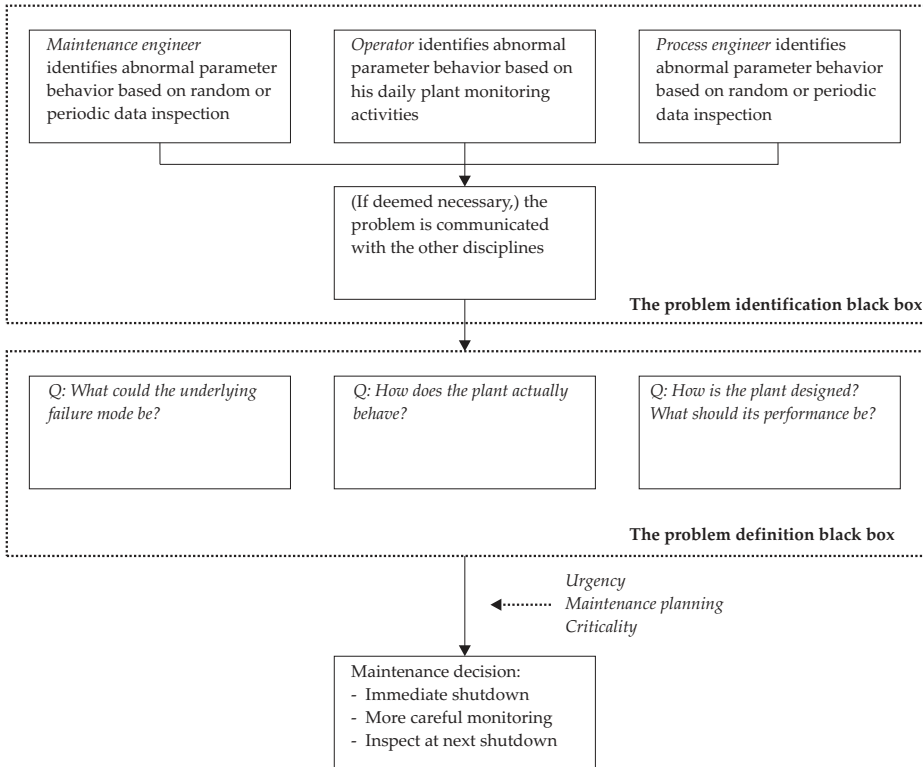 Maintenance engineer
identifies abnormal parameter
behavior based on random or
periodic data inspection
Operator identifies abnormal
parameter behavior based on
his daily plant monitoring
activities
Process engineer identifies
abnormal parameter behavior
based on random or periodic
data inspection
(If deemed necessary,) the
problem is communicated
with the other disciplines
The problem identification black box
Q: What could the underlying
failure mode be?
Q: How does the plant actually
behave?
Q: How is the plant designed?
What should its performance be?
The problem definition black box
Urgency
Maintenance planning
Criticality
Maintenance decision:
- Immediate shutdown
- More careful monitoring
- Inspect at next shutdown